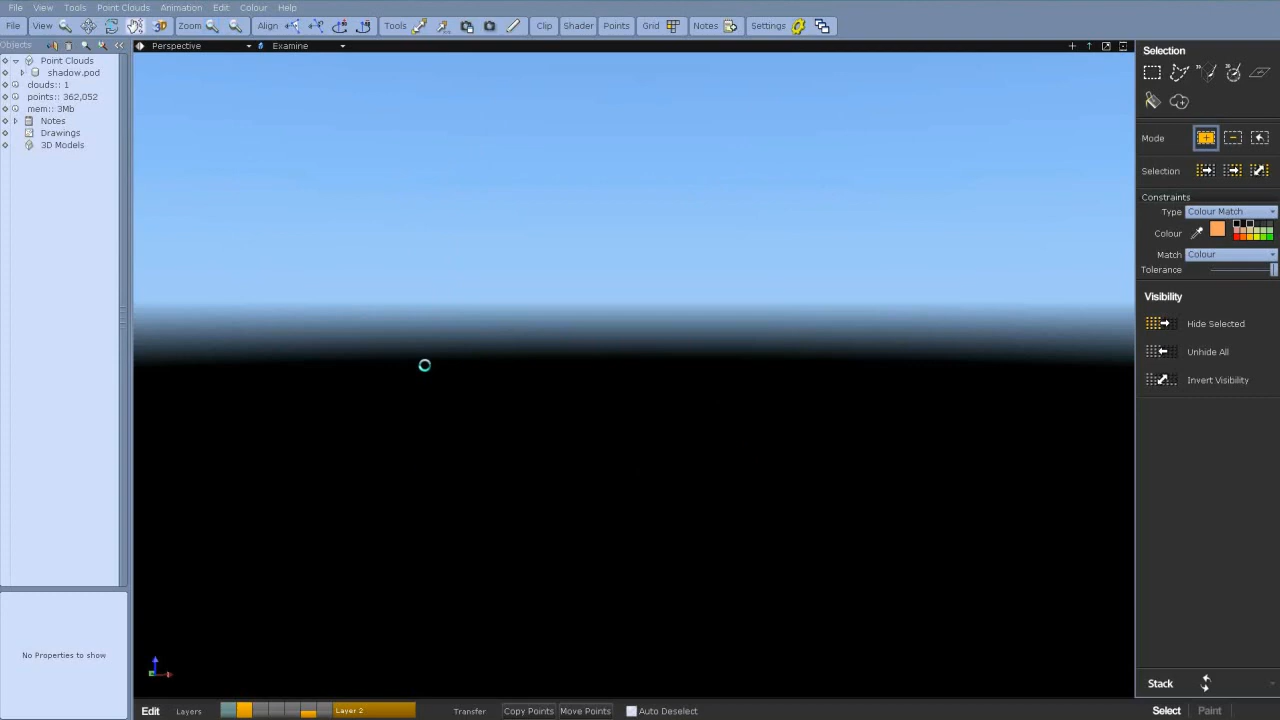 File View Tools Point Clouds Animation Edit Colour Help
File View Zoom Align Tools Clip Shader Points Grid Notes Settings
Objects
Perspective Examine
Point Clouds
shadow.pod
clouds:: 1
points:: 362,052
mem:: 3Mb
Notes
Drawings
3D Models
No Properties to show
Selection
Mode
Selection
Constraints
Type Colour Match
Colour
Match Colour
Tolerance
Visibility
Hide Selected
Unhide All
Invert Visibility
Stack
Edit Layers Layer 2 Transfer Copy Points Move Points Auto Deselect Select Paint